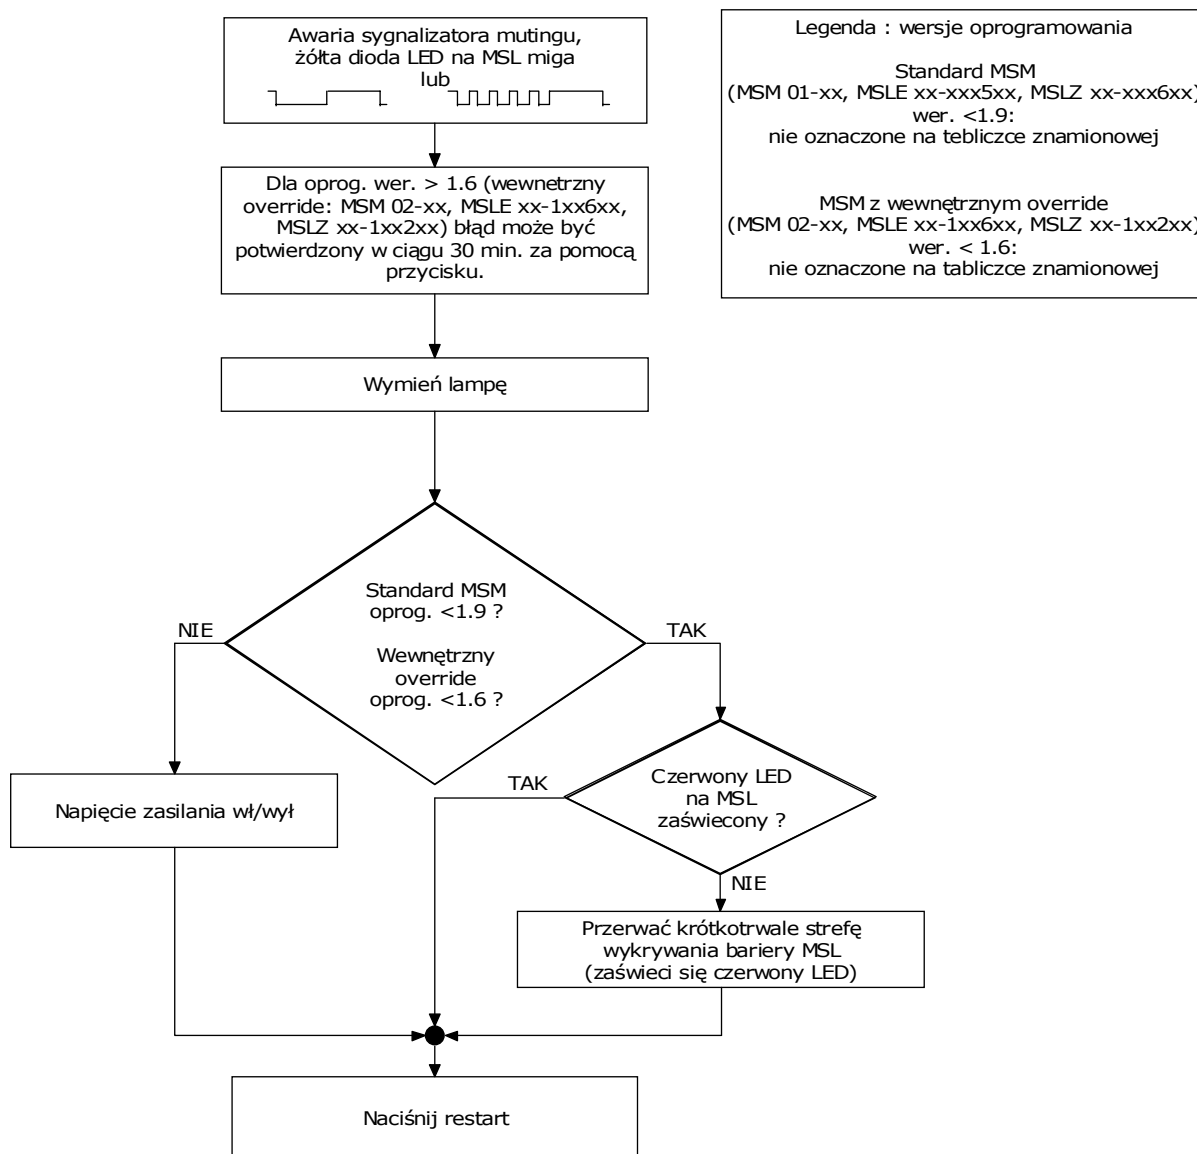 Awaria sygnalizatora mutingu,
żółta dioda LED na MSL miga
lub
Legenda : wersje oprogramowania
Standard MSM
(MSM 01-xx, MSLE xx-xxx5xx, MSLZ xx-xxx6xx)
wer. <1.9:
nie oznaczone na tebliczce znamionowej
MSM z wewnętrznym override
(MSM 02-xx, MSLE xx-1xx6xx, MSLZ xx-1xx2xx)
wer. < 1.6:
nie oznaczone na tabliczce znamionowej
Dla oprog. wer. > 1.6 (wewnetrzny
override: MSM 02-xx, MSLE xx-1xx6xx,
MSLZ xx-1xx2xx) błąd może być
potwierdzony w ciągu 30 min. za pomocą
przycisku.
Wymień lampę
Standard MSM
oprog. <1.9 ?
Wewnętrzny
override
oprog. <1.6 ?
NIE
TAK
Napięcie zasilania wł/wył
TAK
Czerwony LED
na MSL
zaświecony ?
NIE
Przerwać krótkotrwale strefę
wykrywania bariery MSL
(zaświeci się czerwony LED)
Naciśnij restart